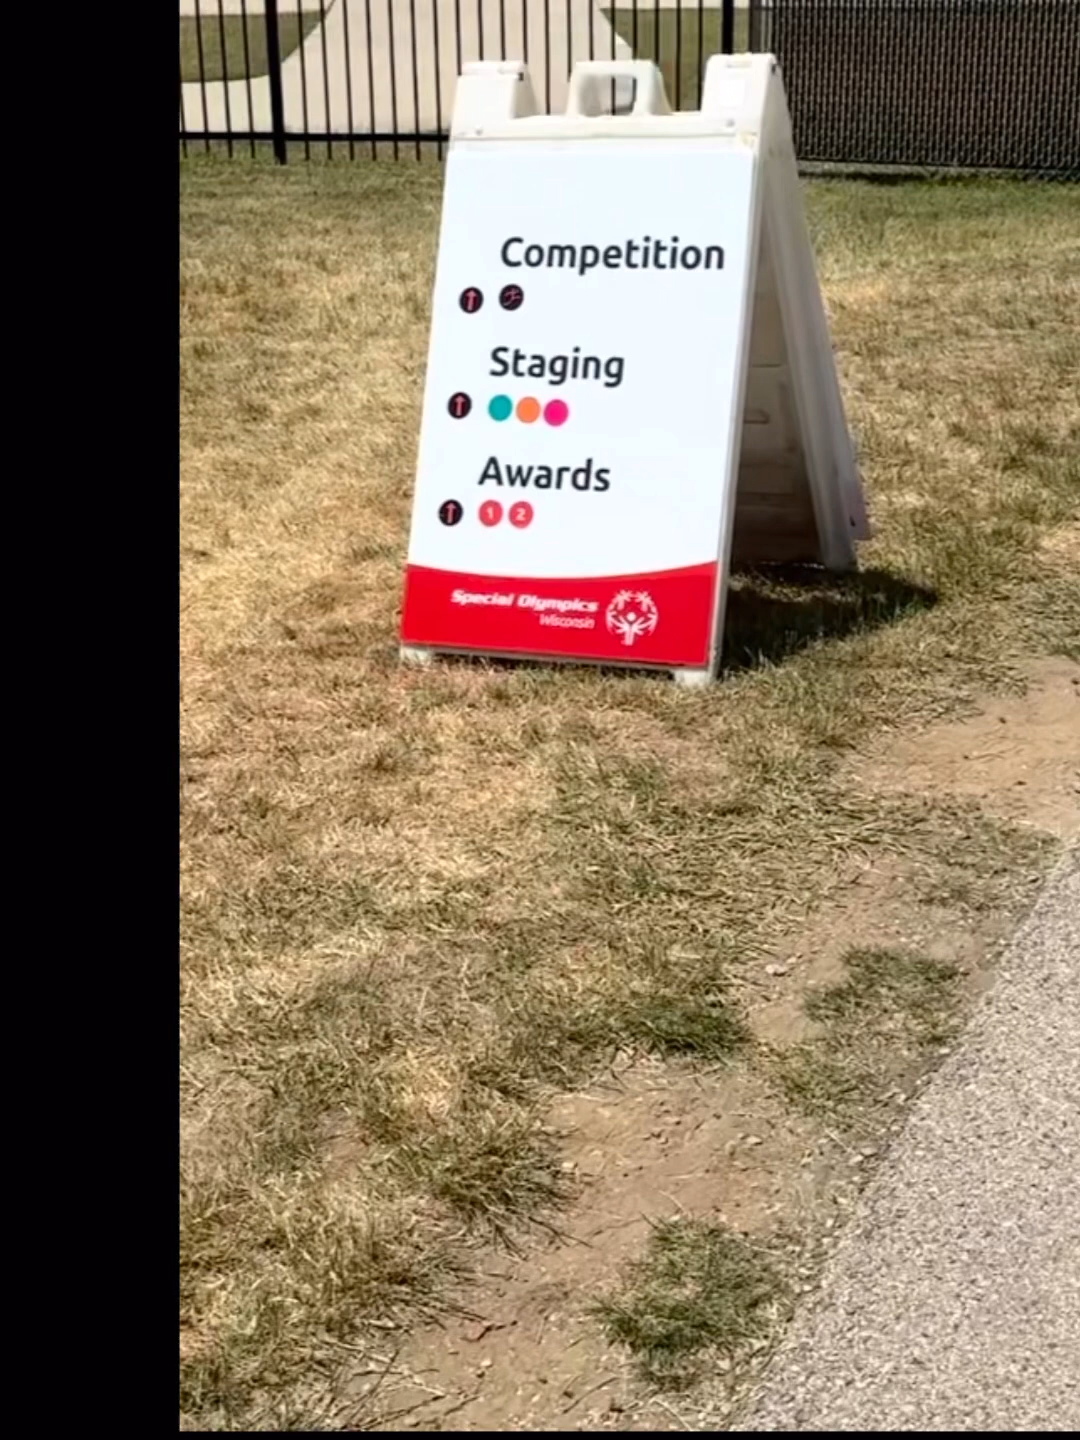 Competition
Staging
Awards
1 2
Special Olympics
Wisconsin